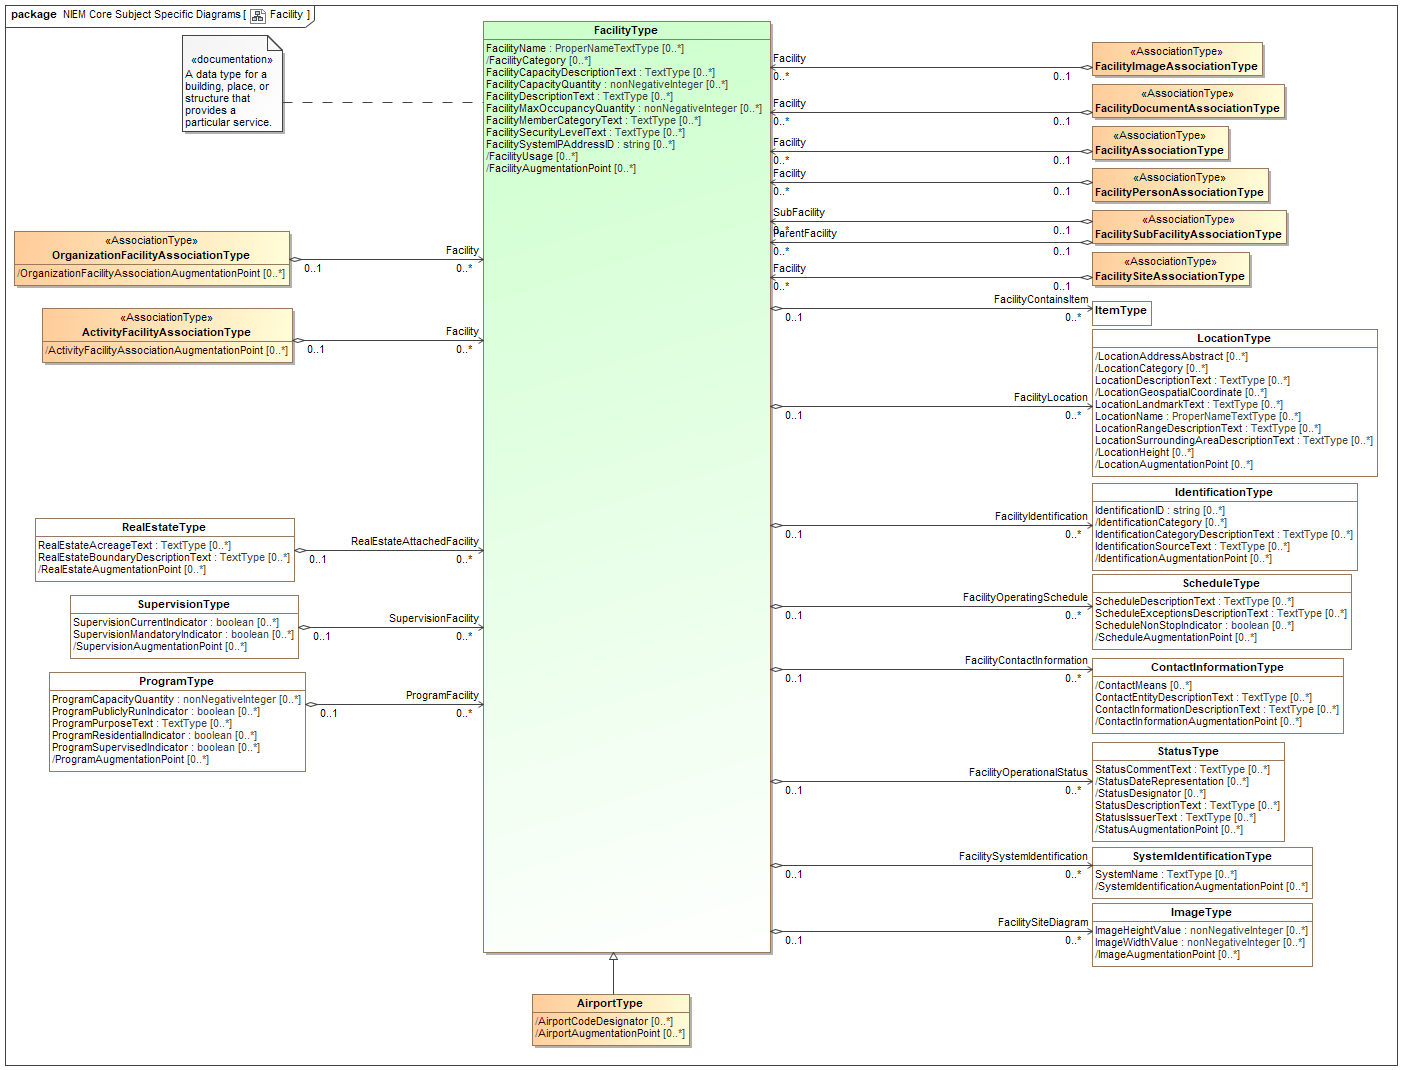 package NIEM Core Subject Specific Diagrams [ Facility ]
«documentation»
A data type for a
building, place, or
structure that
provides a
particular service.
FacilityType
FacilityName : ProperNameTextType [0..*]
/FacilityCategory [0..*]
FacilityCapacityDescriptionText : TextType [0..*]
FacilityCapacityQuantity : nonNegativeInteger [0..*]
FacilityDescriptionText : TextType [0..*]
FacilityMaxOccupancyQuantity : nonNegativeInteger [0..*]
FacilityMemberCategoryText : TextType [0..*]
FacilitySecurityLevelText : TextType [0..*]
FacilitySystemIPAddressID : string [0..*]
/FacilityUsage [0..*]
/FacilityAugmentationPoint [0..*]
«AssociationType»
OrganizationFacilityAssociationType
/OrganizationFacilityAssociationAugmentationPoint [0..*]
Facility
0..1
0..*
«AssociationType»
ActivityFacilityAssociationType
/ActivityFacilityAssociationAugmentationPoint [0..*]
Facility
0..1
0..*
RealEstateType
RealEstateAcreageText : TextType [0..*]
RealEstateBoundaryDescriptionText : TextType [0..*]
/RealEstateAugmentationPoint [0..*]
RealEstateAttachedFacility
0..1
0..*
SupervisionType
SupervisionCurrentIndicator : boolean [0..*]
SupervisionMandatoryIndicator : boolean [0..*]
/SupervisionAugmentationPoint [0..*]
SupervisionFacility
0..1
0..*
ProgramType
ProgramCapacityQuantity : nonNegativeInteger [0..*]
ProgramPubliclyRunIndicator : boolean [0..*]
ProgramPurposeText : TextType [0..*]
ProgramResidentialIndicator : boolean [0..*]
ProgramSupervisedIndicator : boolean [0..*]
/ProgramAugmentationPoint [0..*]
ProgramFacility
0..1
0..*
Facility
0..*
0..1
«AssociationType»
FacilityImageAssociationType
Facility
0..*
0..1
«AssociationType»
FacilityDocumentAssociationType
Facility
0..*
0..1
«AssociationType»
FacilityAssociationType
Facility
0..*
0..1
«AssociationType»
FacilityPersonAssociationType
SubFacility
0..*
0..1
ParentFacility
0..*
0..1
«AssociationType»
FacilitySubFacilityAssociationType
Facility
0..*
0..1
«AssociationType»
FacilitySiteAssociationType
FacilityContainsItem
0..1
0..*
ItemType
FacilityLocation
0..1
0..*
LocationType
/LocationAddressAbstract [0..*]
/LocationCategory [0..*]
LocationDescriptionText : TextType [0..*]
/LocationGeospatialCoordinate [0..*]
LocationLandmarkText : TextType [0..*]
LocationName : ProperNameTextType [0..*]
LocationRangeDescriptionText : TextType [0..*]
LocationSurroundingAreaDescriptionText : TextType [0..*]
/LocationHeight [0..*]
/LocationAugmentationPoint [0..*]
FacilityIdentification
0..1
0..*
IdentificationType
IdentificationID : string [0..*]
/IdentificationCategory [0..*]
IdentificationCategoryDescriptionText : TextType [0..*]
IdentificationSourceText : TextType [0..*]
/IdentificationAugmentationPoint [0..*]
FacilityOperatingSchedule
0..1
0..*
ScheduleType
ScheduleDescriptionText : TextType [0..*]
ScheduleExceptionsDescriptionText : TextType [0..*]
ScheduleNonStopIndicator : boolean [0..*]
/ScheduleAugmentationPoint [0..*]
FacilityContactInformation
0..1
0..*
ContactInformationType
/ContactMeans [0..*]
ContactEntityDescriptionText : TextType [0..*]
ContactInformationDescriptionText : TextType [0..*]
/ContactInformationAugmentationPoint [0..*]
FacilityOperationalStatus
0..1
0..*
StatusType
StatusCommentText : TextType [0..*]
/StatusDateRepresentation [0..*]
/StatusDesignator [0..*]
StatusDescriptionText : TextType [0..*]
StatusIssuerText : TextType [0..*]
/StatusAugmentationPoint [0..*]
FacilitySystemIdentification
0..1
0..*
SystemIdentificationType
SystemName : TextType [0..*]
/SystemIdentificationAugmentationPoint [0..*]
FacilitySiteDiagram
0..1
0..*
ImageType
ImageHeightValue : nonNegativeInteger [0..*]
ImageWidthValue : nonNegativeInteger [0..*]
/ImageAugmentationPoint [0..*]
AirportType
/AirportCodeDesignator [0..*]
/AirportAugmentationPoint [0..*]